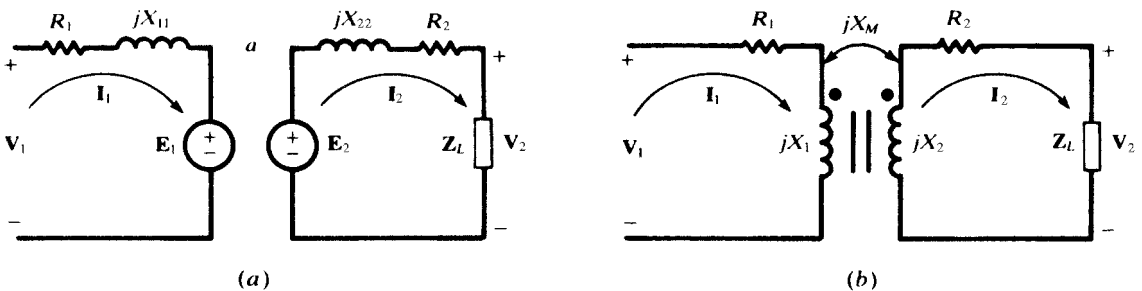 R₁ jX₁₁ a jX₂₂ R₂
+ I₁ I₂ +
V₁ E₁ + − + − E₂ Z_L V₂
− −
(a)
R₁ jX_M R₂
+ I₁ I₂ +
V₁ jX₁ jX₂ Z_L V₂
− −
(b)